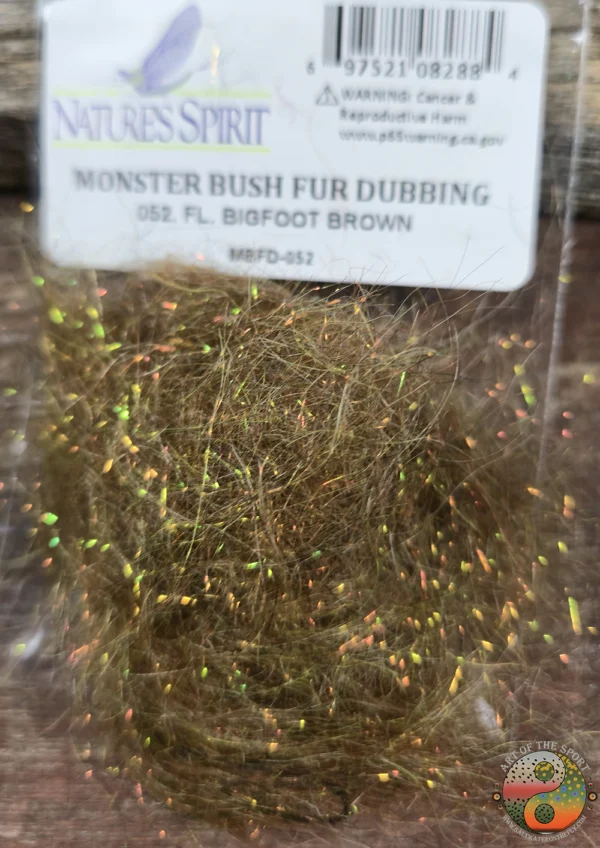 NATURE'S SPIRIT
6 97521 08288 4
WARNING: Cancer &
Reproductive Harm
www.p65warning.ca.gov
MONSTER BUSH FUR DUBBING
052. FL. BIGFOOT BROWN
MBFD-052
ART OF THE SPORT